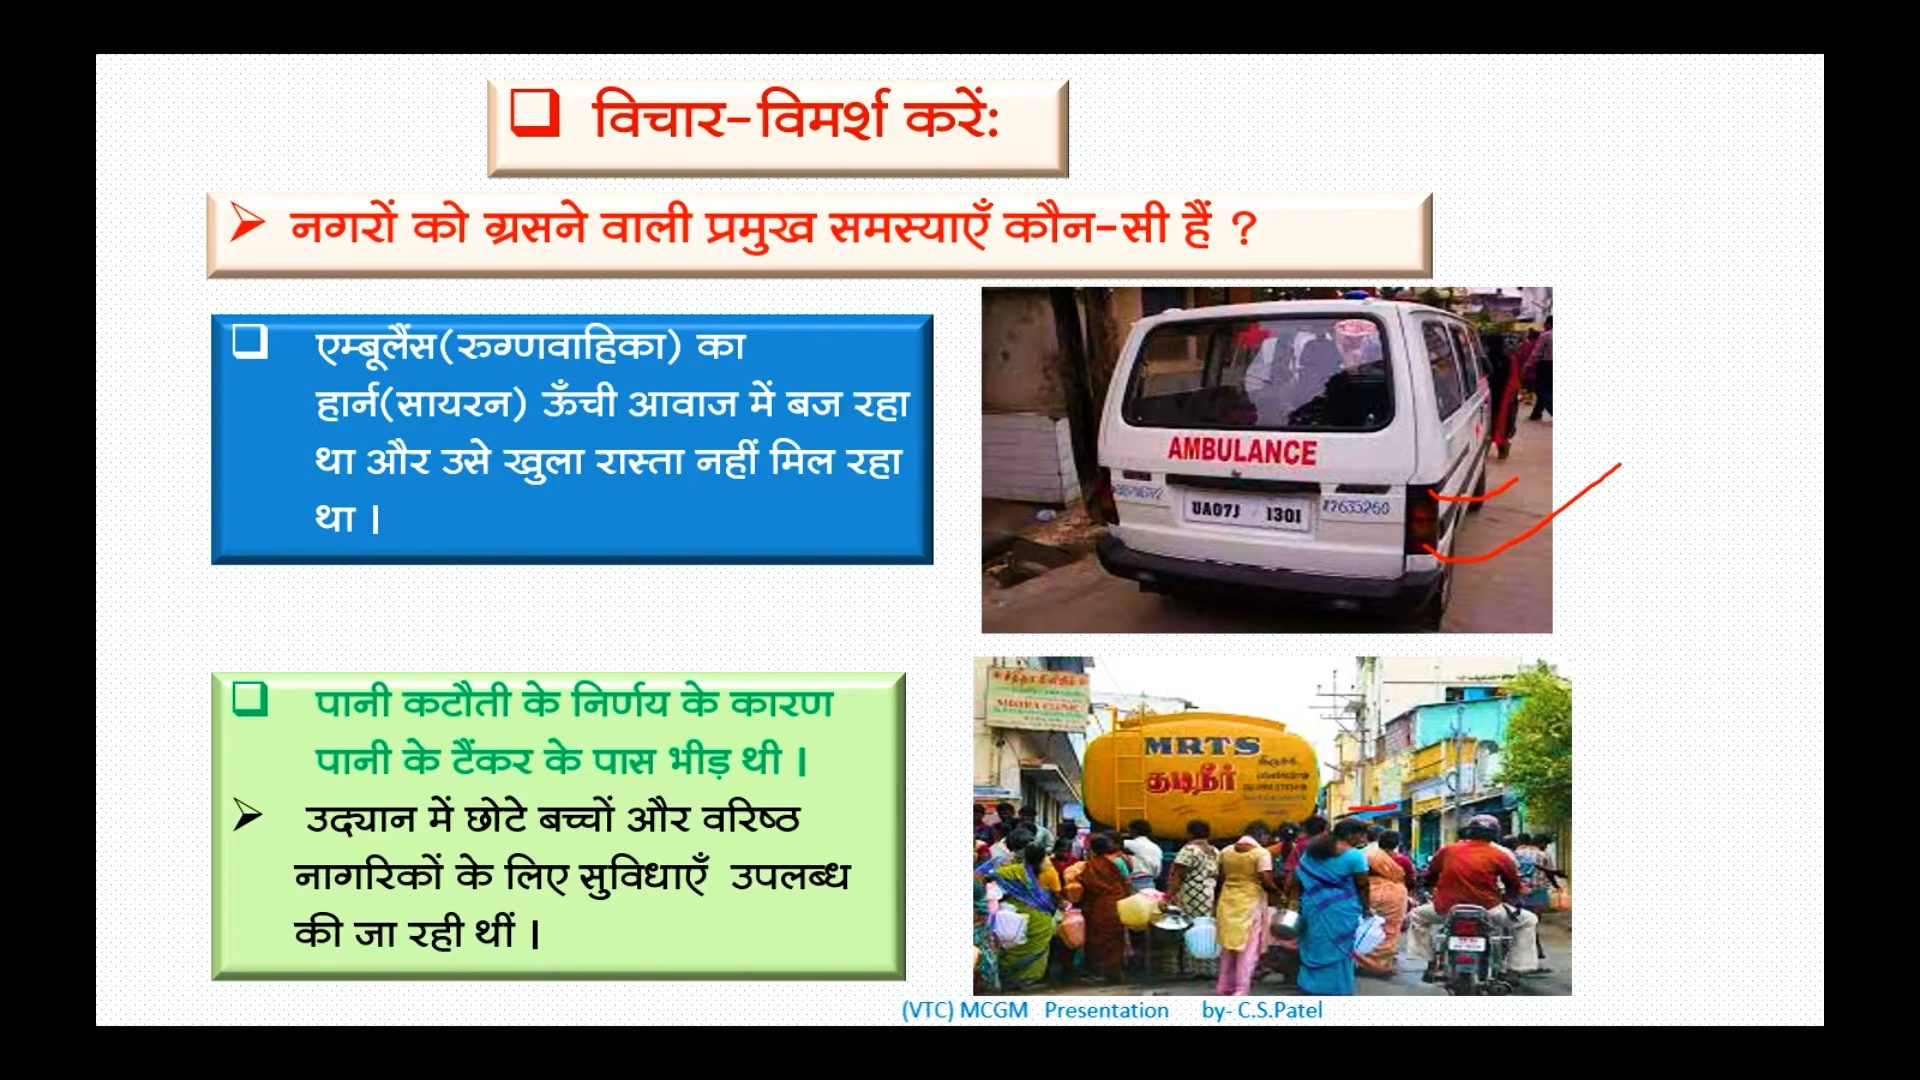 विचार-विमर्श करें:
नगरों को ग्रसने वाली प्रमुख समस्याएँ कौन-सी हैं ?
एम्बूलैंस(रुग्णवाहिका) का
हार्न(सायरन) ऊँची आवाज में बज रहा
था और उसे खुला रास्ता नहीं मिल रहा
था ।
AMBULANCE
UA07J 1301
पानी कटौती के निर्णय के कारण
पानी के टैंकर के पास भीड़ थी ।
उद्यान में छोटे बच्चों और वरिष्ठ
नागरिकों के लिए सुविधाएँ उपलब्ध
की जा रही थीं ।
MRTS
குடிநீர்
(VTC) MCGM Presentation by- C.S.Patel